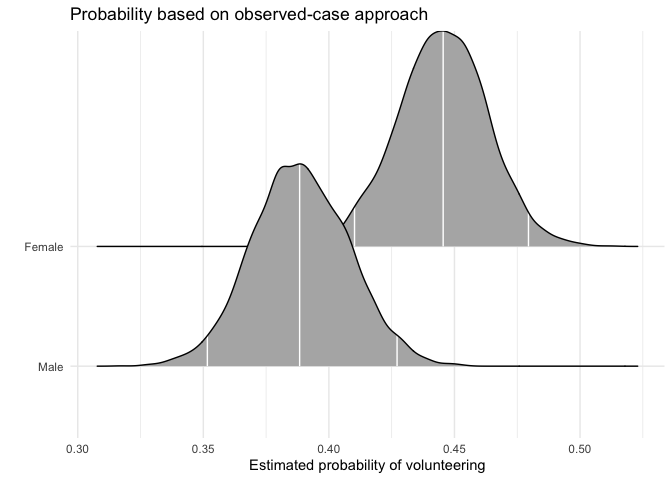 Probability based on observed-case approach
Female
Male
0.30 0.35 0.40 0.45 0.50
Estimated probability of volunteering